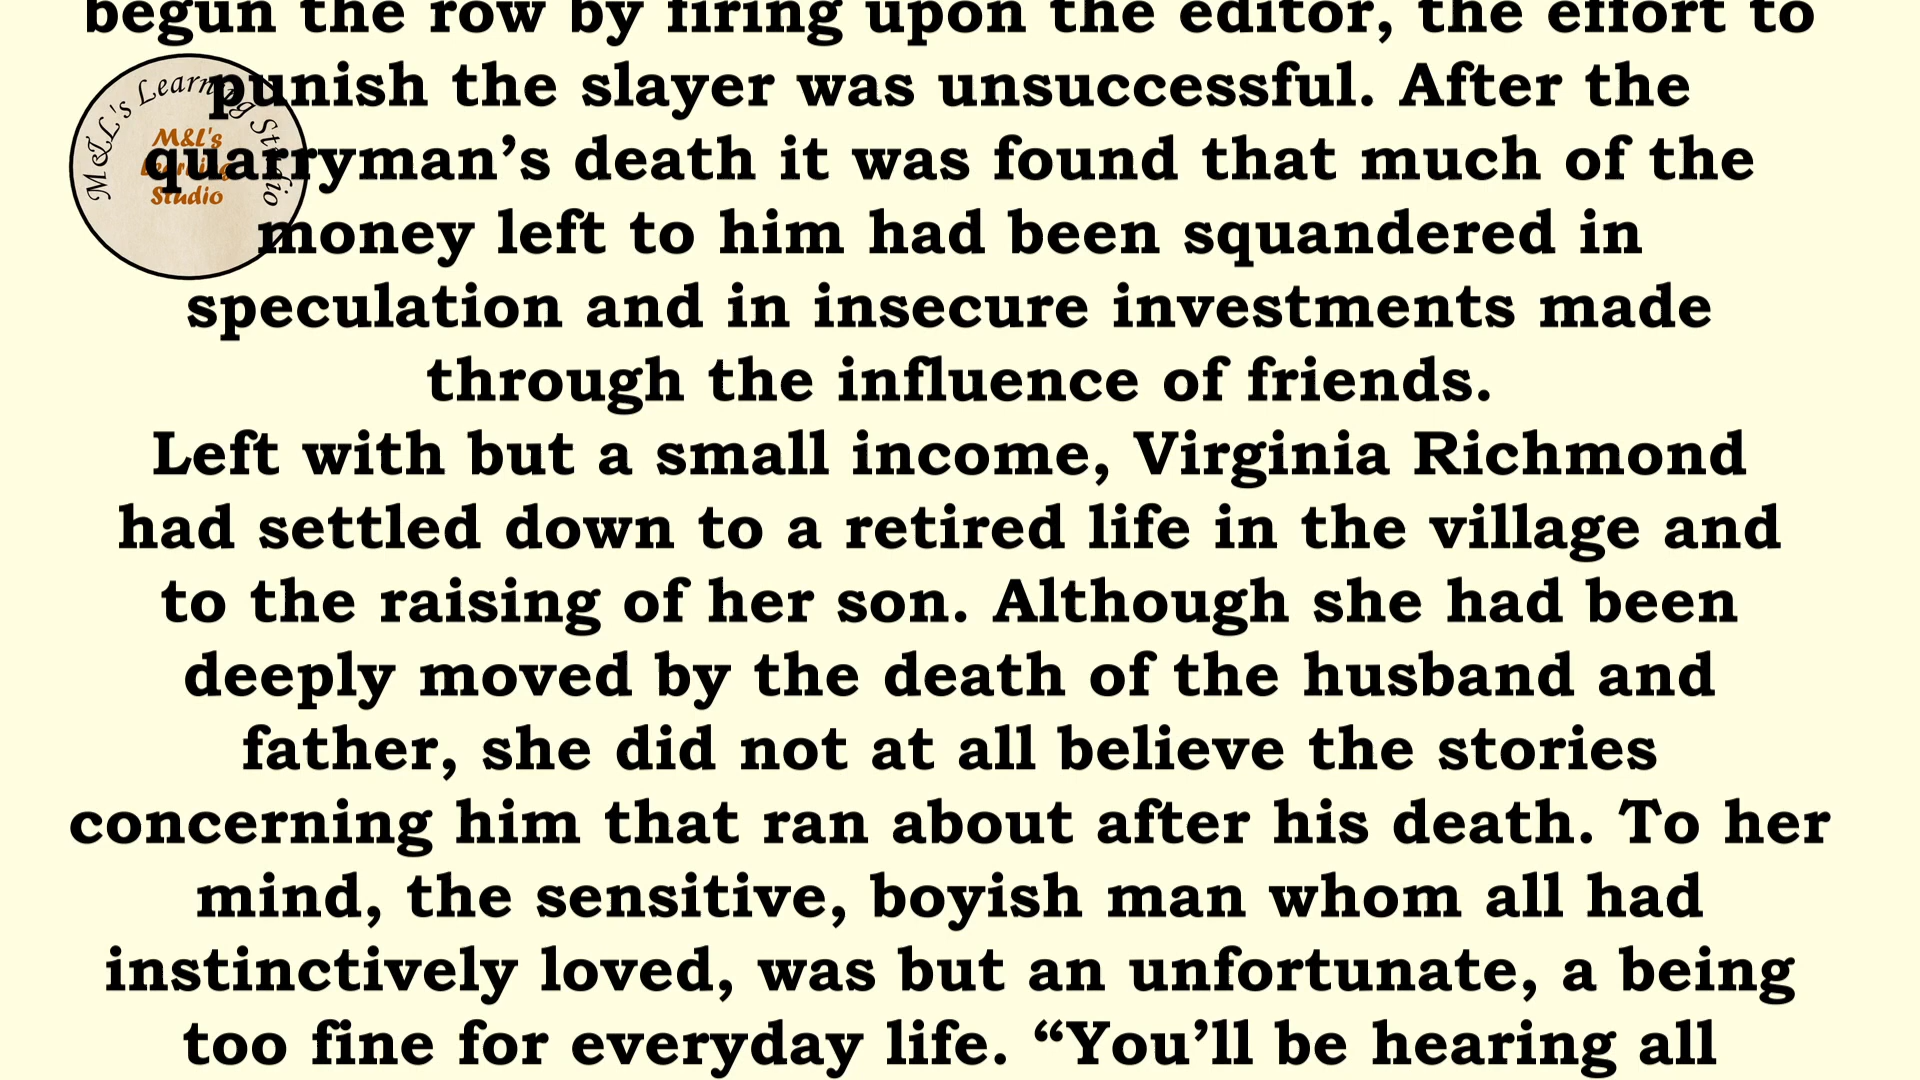 begun the row by firing upon the editor, the effort to
punish the slayer was unsuccessful. After the
quarryman’s death it was found that much of the
money left to him had been squandered in
speculation and in insecure investments made
through the influence of friends.
Left with but a small income, Virginia Richmond
had settled down to a retired life in the village and
to the raising of her son. Although she had been
deeply moved by the death of the husband and
father, she did not at all believe the stories
concerning him that ran about after his death. To her
mind, the sensitive, boyish man whom all had
instinctively loved, was but an unfortunate, a being
too fine for everyday life. “You’ll be hearing all
M&L's Learning Studio
M&L's
Learning
Studio